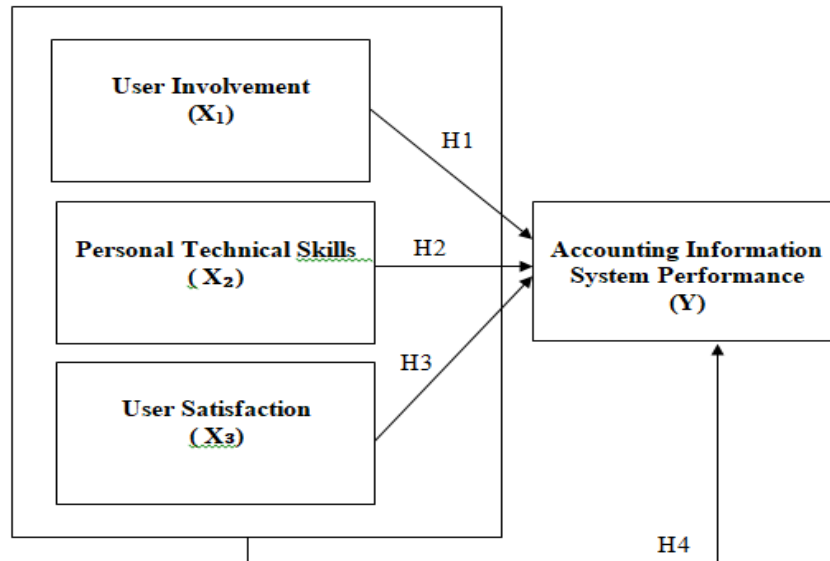 User Involvement
(X₁)
H1
Personal Technical Skills
( X₂)
H2
Accounting Information
System Performance
(Y)
H3
User Satisfaction
( X₃)
H4